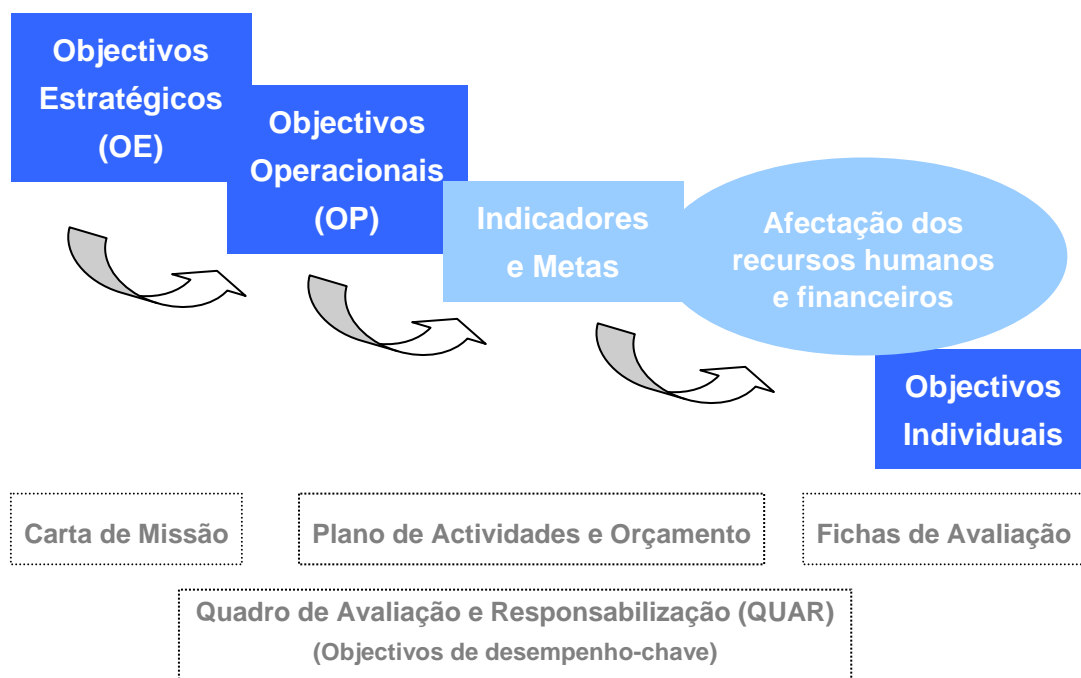 Objectivos
Estratégicos
(OE)
Objectivos
Operacionais
(OP)
Indicadores
e Metas
Afectação dos
recursos humanos
e financeiros
Objectivos
Individuais
Carta de Missão
Plano de Actividades e Orçamento
Fichas de Avaliação
Quadro de Avaliação e Responsabilização (QUAR)
(Objectivos de desempenho-chave)